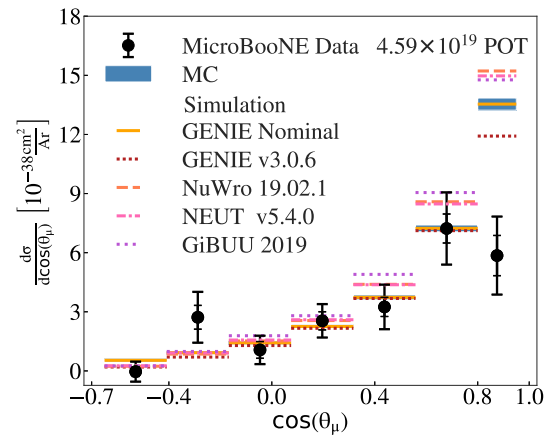 18
15
12
9
6
3
0
dσ/dcos(θμ) [10⁻³⁸ cm²/Ar]
MicroBooNE Data 4.59×10¹⁹ POT
MC
Simulation
GENIE Nominal
GENIE v3.0.6
NuWro 19.02.1
NEUT v5.4.0
GiBUU 2019
−0.7 −0.4 0.0 0.4 0.8 1.0
cos(θμ)